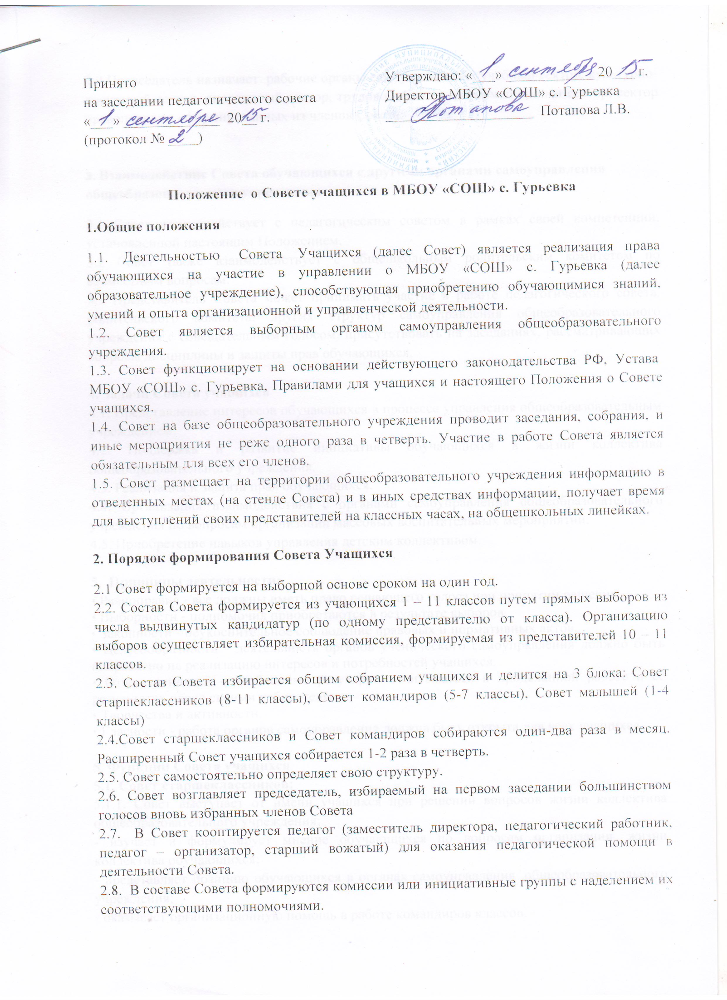 Принято
на заседании педагогического совета
« 1 » сентября 2015 г.
(протокол № 2 )
Утверждаю: « 1 » сентября 20 15 г.
Директор МБОУ «СОШ» с. Гурьевка
Потапова Потапова Л.В.
Положение о Совете учащихся в МБОУ «СОШ» с. Гурьевка
1.Общие положения
1.1. Деятельностью Совета Учащихся (далее Совет) является реализация права
обучающихся на участие в управлении о МБОУ «СОШ» с. Гурьевка (далее
образовательное учреждение), способствующая приобретению обучающимися знаний,
умений и опыта организационной и управленческой деятельности.
1.2. Совет является выборным органом самоуправления общеобразовательного
учреждения.
1.3. Совет функционирует на основании действующего законодательства РФ, Устава
МБОУ «СОШ» с. Гурьевка, Правилами для учащихся и настоящего Положения о Совете
учащихся.
1.4. Совет на базе общеобразовательного учреждения проводит заседания, собрания, и
иные мероприятия не реже одного раза в четверть. Участие в работе Совета является
обязательным для всех его членов.
1.5. Совет размещает на территории общеобразовательного учреждения информацию в
отведенных местах (на стенде Совета) и в иных средствах информации, получает время
для выступлений своих представителей на классных часах, на общешкольных линейках.
2. Порядок формирования Совета Учащихся
2.1 Совет формируется на выборной основе сроком на один год.
2.2. Состав Совета формируется из учающихся 1 – 11 классов путем прямых выборов из
числа выдвинутых кандидатур (по одному представителю от класса). Организацию
выборов осуществляет избирательная комиссия, формируемая из представителей 10 – 11
классов.
2.3. Состав Совета избирается общим собранием учащихся и делится на 3 блока: Совет
старшеклассников (8-11 классы), Совет командиров (5-7 классы), Совет малышей (1-4
классы)
2.4.Совет старшеклассников и Совет командиров собираются один-два раза в месяц.
Расширенный Совет учащихся собирается 1-2 раза в четверть.
2.5. Совет самостоятельно определяет свою структуру.
2.6. Совет возглавляет председатель, избираемый на первом заседании большинством
голосов вновь избранных членов Совета
2.7. В Совет кооптируется педагог (заместитель директора, педагогический работник,
педагог – организатор, старший вожатый) для оказания педагогической помощи в
деятельности Совета.
2.8. В составе Совета формируются комиссии или инициативные группы с наделением их
соответствующими полномочиями.